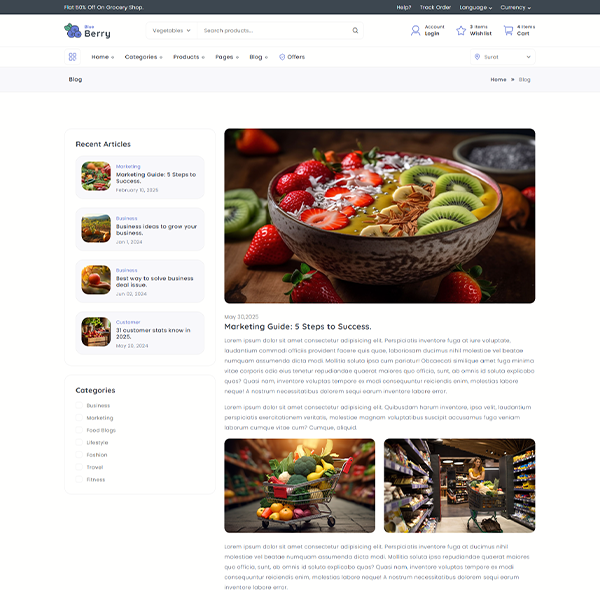 Flat 50% Off On Grocery Shop.
Help? Track Order Language Currency
Blue
Berry
Vegetables
Search products...
Account
Login
3 Items
Wishlist
4 Items
Cart
Home Categories Products Pages Blog Offers
Surat
Blog
Home » Blog
Recent Articles
Marketing
Marketing Guide: 5 Steps to
Success.
February 10, 2025
Business
Business ideas to grow your
business.
Jan 1, 2024
Business
Best way to solve business
deal issue.
Jun 02, 2024
Customer
31 customer stats know in
2025.
May 20, 2024
Categories
Business
Marketing
Food Blogs
Lifestyle
Fashion
Travel
Fitness
May 30,2025
Marketing Guide: 5 Steps to Success.
Lorem ipsum dolor sit amet consectetur adipisicing elit. Perspiciatis inventore fuga at iure voluptate,
laudantium commodi officiis provident facere quis quae, laboriosam ducimus nihil molestiae vel beatae
numquam assumenda dicta modi. Mollitia soluta ipsa cum pariatur! Obcaecati similique amet fuga minima
vitae corporis odio eius tenetur repudiandae quaerat maiores quo officia, sunt, ab omnis id soluta explicabo
quas? Quasi nam, inventore voluptas tempore ex modi consequuntur reiciendis enim, molestias labore
neque! A nostrum necessitatibus dolorem sequi earum inventore labore error.
Lorem ipsum dolor sit amet consectetur adipisicing elit. Quibusdam harum inventore, ipsa velit, laudantium
perspiciatis exercitationem veritatis, molestiae magnam voluptatibus suscipit accusamus fuga veniam
laborum cumque vitae cum? Cumque, aliquid.
Lorem ipsum dolor sit amet consectetur adipisicing elit. Perspiciatis inventore fuga at ducimus nihil
molestiae vel beatae numquam assumenda dicta modi. Mollitia soluta ipsa repudiandae quaerat maiores
quo officia, sunt, ab omnis id soluta explicabo quas? Quasi nam, inventore voluptas tempore ex modi
consequuntur reiciendis enim, molestias labore neque! A nostrum necessitatibus dolorem sequi earum
inventore labore error.